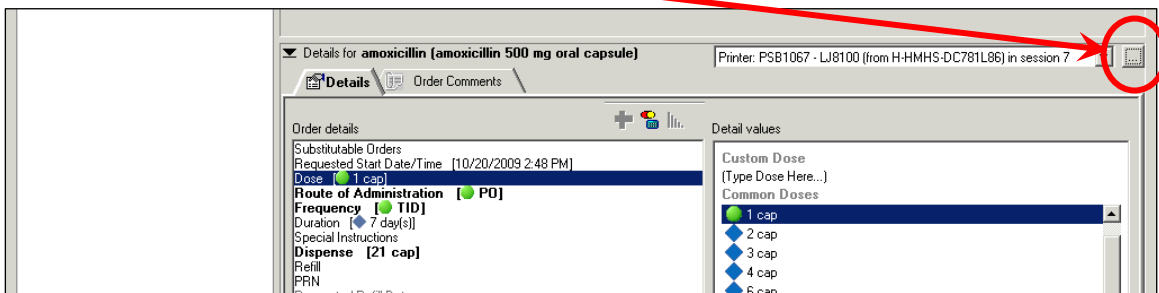 Details for amoxicillin (amoxicillin 500 mg oral capsule)
Printer: PSB1067 - LJ8100 (from H-HMHS-DC781L86) in session 7
...
Details
Order Comments
Order details
Substitutable Orders
Requested Start Date/Time [10/20/2009 2:48 PM]
Dose [1 cap]
Route of Administration [PO]
Frequency [TID]
Duration [7 day(s)]
Special Instructions
Dispense [21 cap]
Refill
PRN
Detail values
Custom Dose
(Type Dose Here...)
Common Doses
1 cap
2 cap
3 cap
4 cap
6 cap